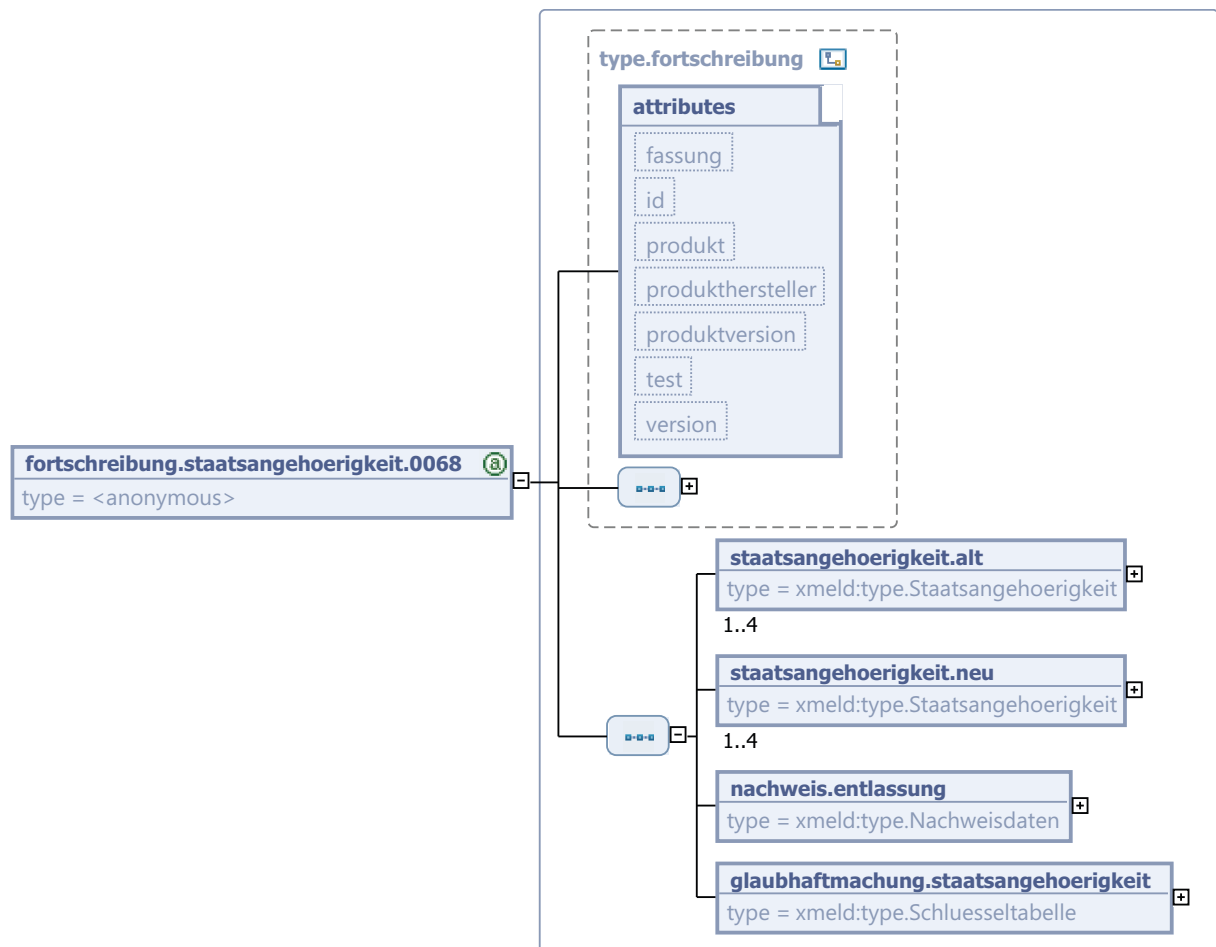 type.fortschreibung
attributes
fassung
id
produkt
produkthersteller
produktversion
test
version
fortschreibung.staatsangehoerigkeit.0068
type = <anonymous>
staatsangehoerigkeit.alt
type = xmeld:type.Staatsangehoerigkeit
1..4
staatsangehoerigkeit.neu
type = xmeld:type.Staatsangehoerigkeit
1..4
nachweis.entlassung
type = xmeld:type.Nachweisdaten
glaubhaftmachung.staatsangehoerigkeit
type = xmeld:type.Schluesseltabelle